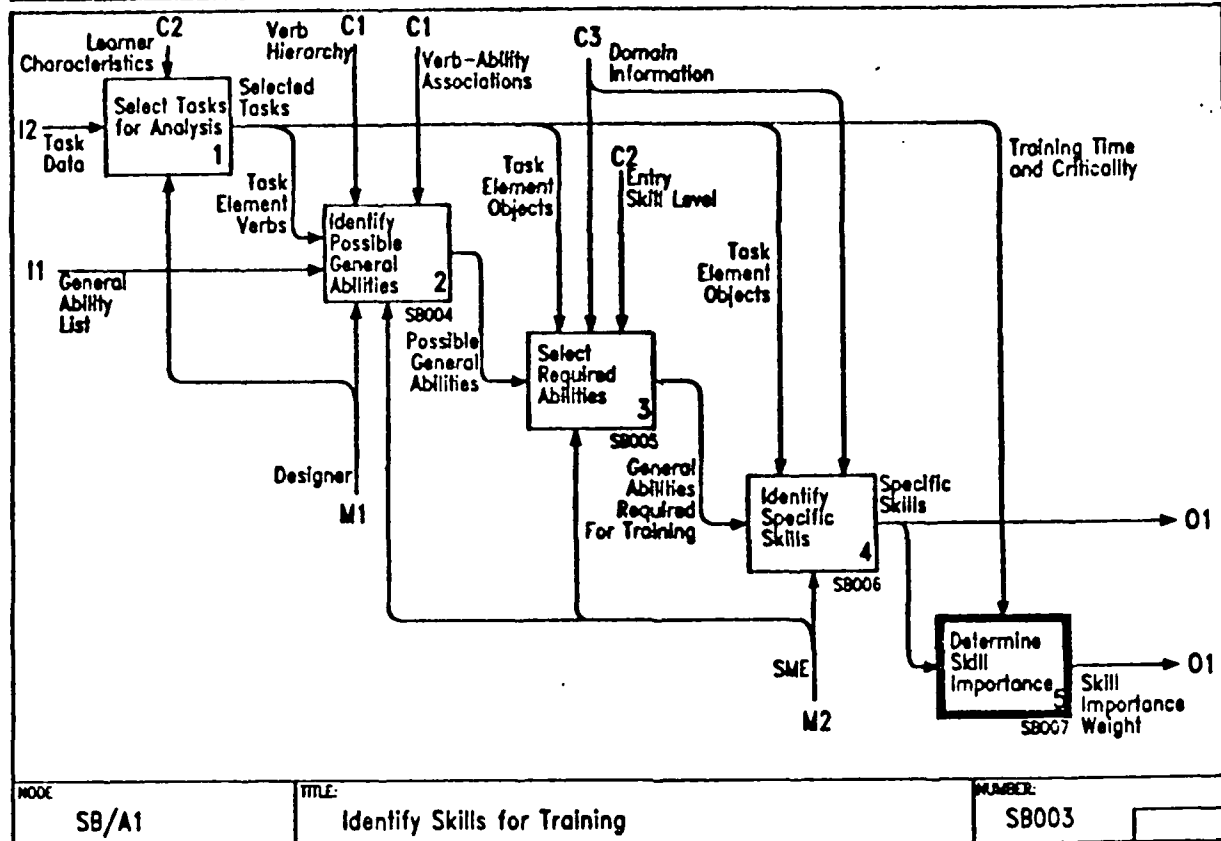 C2
Learner
Characteristics
Verb
Hierarchy
C1
C1
Verb-Ability
Associations
C3
Domain
Information
Select Tasks
for Analysis
1
Selected
Tasks
I2
Task
Data
Task
Element
Verbs
Task
Element
Objects
C2
Entry
Skill Level
Training Time
and Criticality
I1
General
Ability
List
Identify
Possible
General
Abilities
2
SB004
Possible
General
Abilities
Task
Element
Objects
Select
Required
Abilities
3
SB005
Designer
M1
General
Abilities
Required
For Training
Identify
Specific
Skills
4
SB006
Specific
Skills
O1
SME
M2
Determine
Skill
Importance
5
SB007
Skill
Importance
Weight
O1
NODE
SB/A1
TITLE:
Identify Skills for Training
NUMBER:
SB003